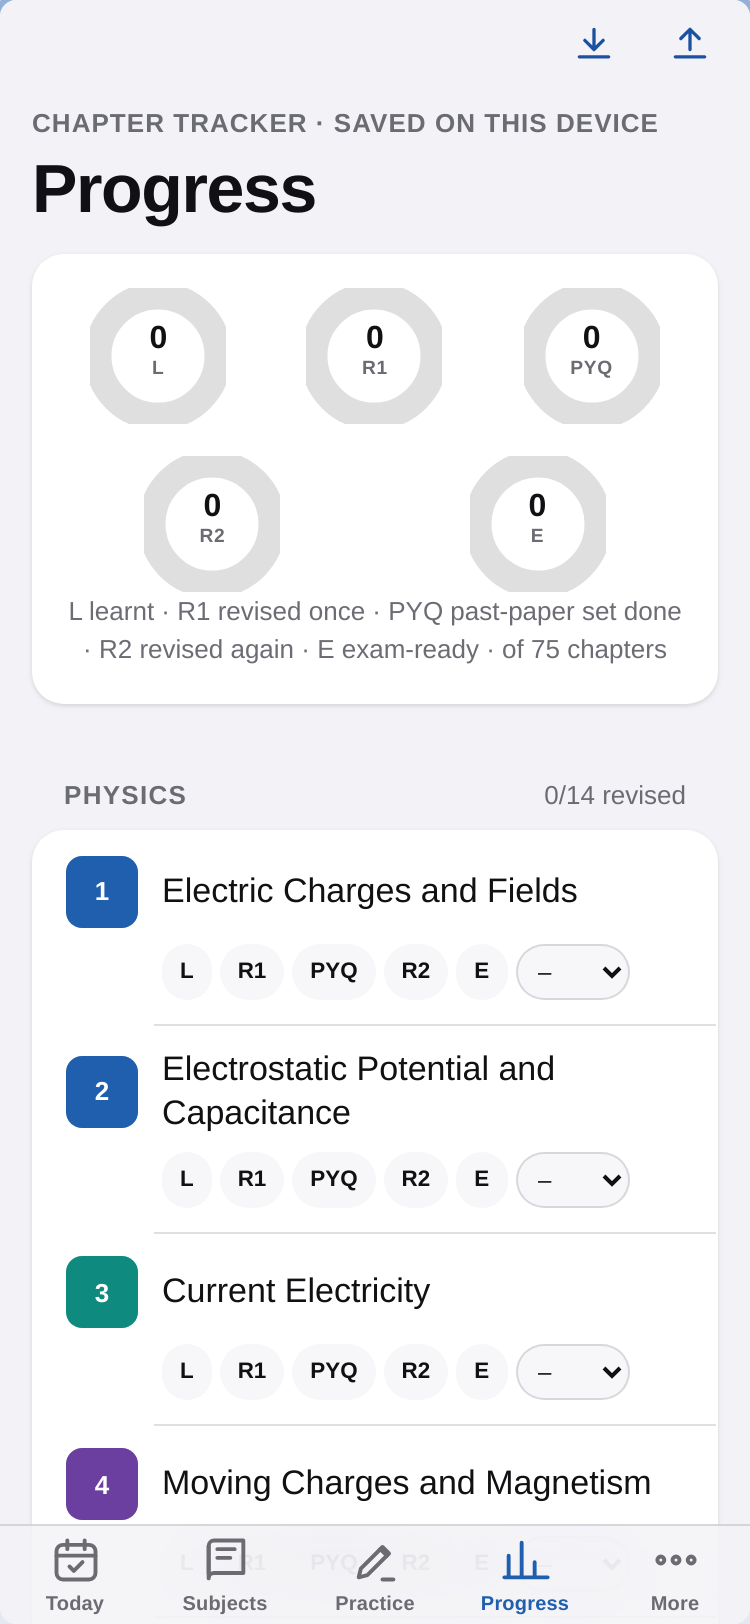 CHAPTER TRACKER · SAVED ON THIS DEVICE
Progress
0
L
0
R1
0
PYQ
0
R2
0
E
L learnt · R1 revised once · PYQ past-paper set done
· R2 revised again · E exam-ready · of 75 chapters
PHYSICS 0/14 revised
1 Electric Charges and Fields
L R1 PYQ R2 E –
2 Electrostatic Potential and
Capacitance
L R1 PYQ R2 E –
3 Current Electricity
L R1 PYQ R2 E –
4 Moving Charges and Magnetism
L R1 PYQ R2 E –
Today Subjects Practice Progress More